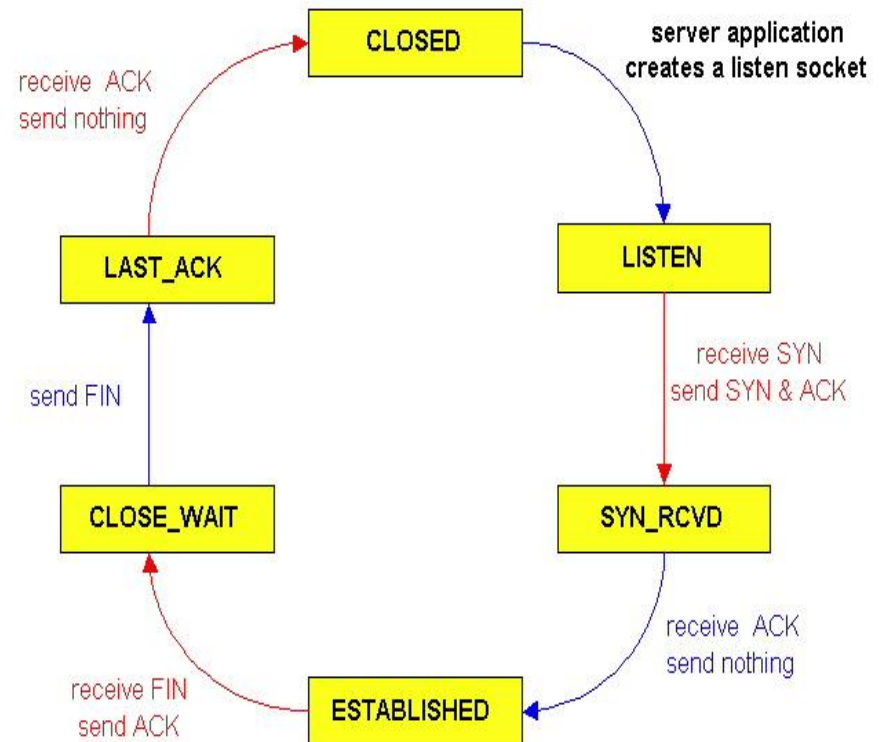 CLOSED
server application
creates a listen socket
receive ACK
send nothing
LAST_ACK
LISTEN
receive SYN
send SYN & ACK
send FIN
CLOSE_WAIT
SYN_RCVD
receive ACK
send nothing
receive FIN
send ACK
ESTABLISHED